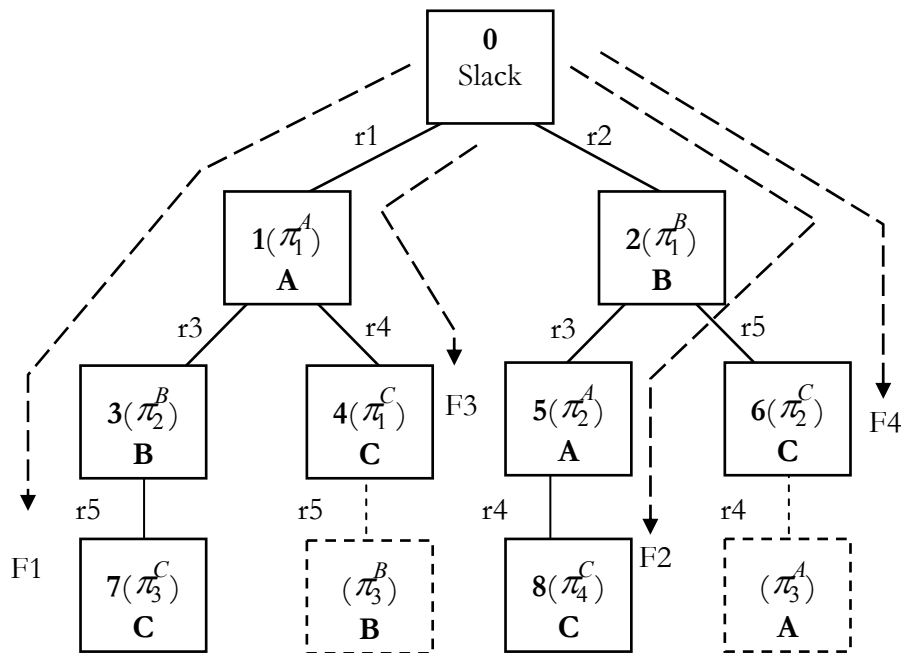 0
Slack
r1
r2
1(π₁ᴬ)
A
2(π₁ᴮ)
B
r3
r4
r3
r5
3(π₂ᴮ)
B
4(π₁ᶜ)
C
F3
5(π₂ᴬ)
A
6(π₂ᶜ)
C
F4
r5
r5
r4
r4
F1
7(π₃ᶜ)
C
(π₃ᴮ)
B
8(π₄ᶜ)
C
F2
(π₃ᴬ)
A